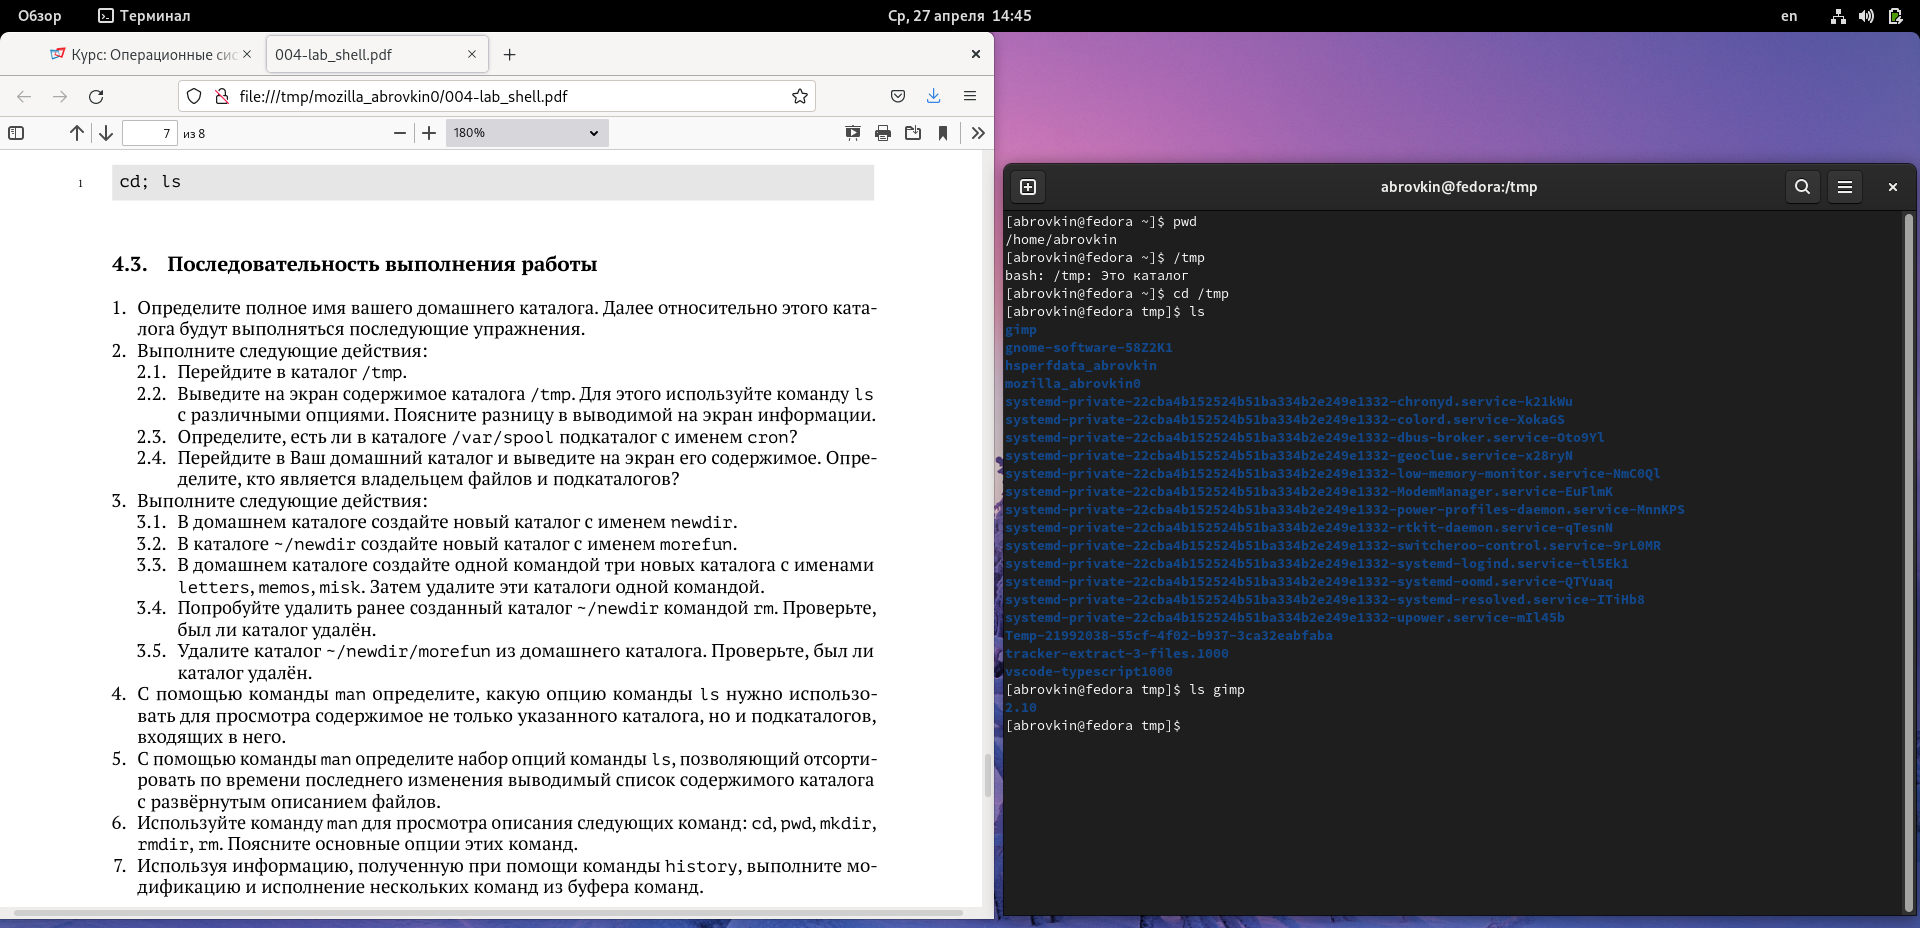 Обзор
Терминал
Ср, 27 апреля 14:45
en
Курс: Операционные сис
004-lab_shell.pdf
file:///tmp/mozilla_abrovkin0/004-lab_shell.pdf
7 из 8
180%
1 cd; ls
4.3. Последовательность выполнения работы
1. Определите полное имя вашего домашнего каталога. Далее относительно этого ката-
лога будут выполняться последующие упражнения.
2. Выполните следующие действия:
2.1. Перейдите в каталог /tmp.
2.2. Выведите на экран содержимое каталога /tmp. Для этого используйте команду ls
с различными опциями. Поясните разницу в выводимой на экран информации.
2.3. Определите, есть ли в каталоге /var/spool подкаталог с именем cron?
2.4. Перейдите в Ваш домашний каталог и выведите на экран его содержимое. Опре-
делите, кто является владельцем файлов и подкаталогов?
3. Выполните следующие действия:
3.1. В домашнем каталоге создайте новый каталог с именем newdir.
3.2. В каталоге ~/newdir создайте новый каталог с именем morefun.
3.3. В домашнем каталоге создайте одной командой три новых каталога с именами
letters, memos, misk. Затем удалите эти каталоги одной командой.
3.4. Попробуйте удалить ранее созданный каталог ~/newdir командой rm. Проверьте,
был ли каталог удалён.
3.5. Удалите каталог ~/newdir/morefun из домашнего каталога. Проверьте, был ли
каталог удалён.
4. С помощью команды man определите, какую опцию команды ls нужно использо-
вать для просмотра содержимое не только указанного каталога, но и подкаталогов,
входящих в него.
5. С помощью команды man определите набор опций команды ls, позволяющий отсорти-
ровать по времени последнего изменения выводимый список содержимого каталога
с развёрнутым описанием файлов.
6. Используйте команду man для просмотра описания следующих команд: cd, pwd, mkdir,
rmdir, rm. Поясните основные опции этих команд.
7. Используя информацию, полученную при помощи команды history, выполните мо-
дификацию и исполнение нескольких команд из буфера команд.
abrovkin@fedora:/tmp
[abrovkin@fedora ~]$ pwd
/home/abrovkin
[abrovkin@fedora ~]$ /tmp
bash: /tmp: Это каталог
[abrovkin@fedora ~]$ cd /tmp
[abrovkin@fedora tmp]$ ls
gimp
gnome-software-58Z2K1
hsperfdata_abrovkin
mozilla_abrovkin0
systemd-private-22cba4b152524b51ba334b2e249e1332-chronyd.service-k21kWu
systemd-private-22cba4b152524b51ba334b2e249e1332-colord.service-XokaGS
systemd-private-22cba4b152524b51ba334b2e249e1332-dbus-broker.service-Oto9Yl
systemd-private-22cba4b152524b51ba334b2e249e1332-geoclue.service-x28ryN
systemd-private-22cba4b152524b51ba334b2e249e1332-low-memory-monitor.service-NmC0Ql
systemd-private-22cba4b152524b51ba334b2e249e1332-ModemManager.service-EuFlmK
systemd-private-22cba4b152524b51ba334b2e249e1332-power-profiles-daemon.service-MnnKPS
systemd-private-22cba4b152524b51ba334b2e249e1332-rtkit-daemon.service-qTesnN
systemd-private-22cba4b152524b51ba334b2e249e1332-switcheroo-control.service-9rL0MR
systemd-private-22cba4b152524b51ba334b2e249e1332-systemd-logind.service-tl5Ek1
systemd-private-22cba4b152524b51ba334b2e249e1332-systemd-oomd.service-QTYuaq
systemd-private-22cba4b152524b51ba334b2e249e1332-systemd-resolved.service-ITiHb8
systemd-private-22cba4b152524b51ba334b2e249e1332-upower.service-mIl45b
Temp-21992038-55cf-4f02-b937-3ca32eabfaba
tracker-extract-3-files.1000
vscode-typescript1000
[abrovkin@fedora tmp]$ ls gimp
2.10
[abrovkin@fedora tmp]$